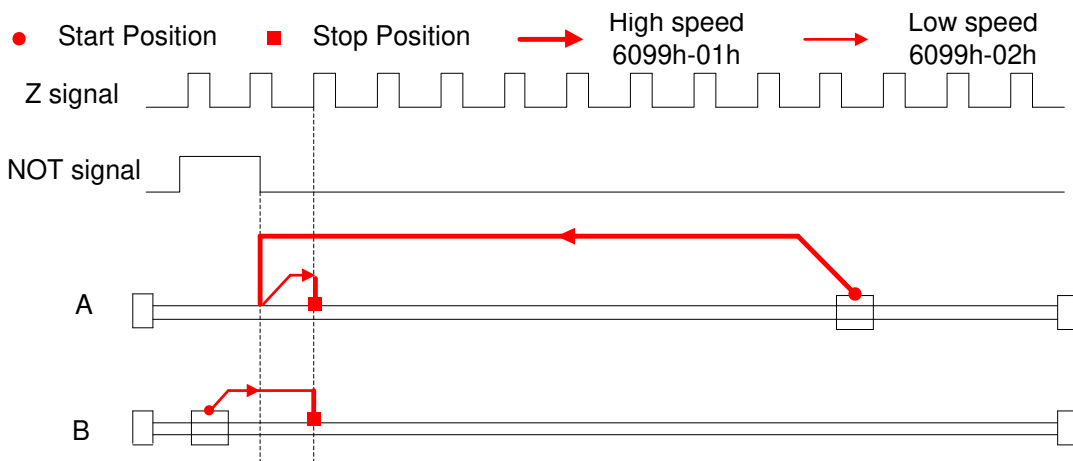 Start Position Stop Position High speed Low speed
6099h-01h 6099h-02h
Z signal
NOT signal
A
B